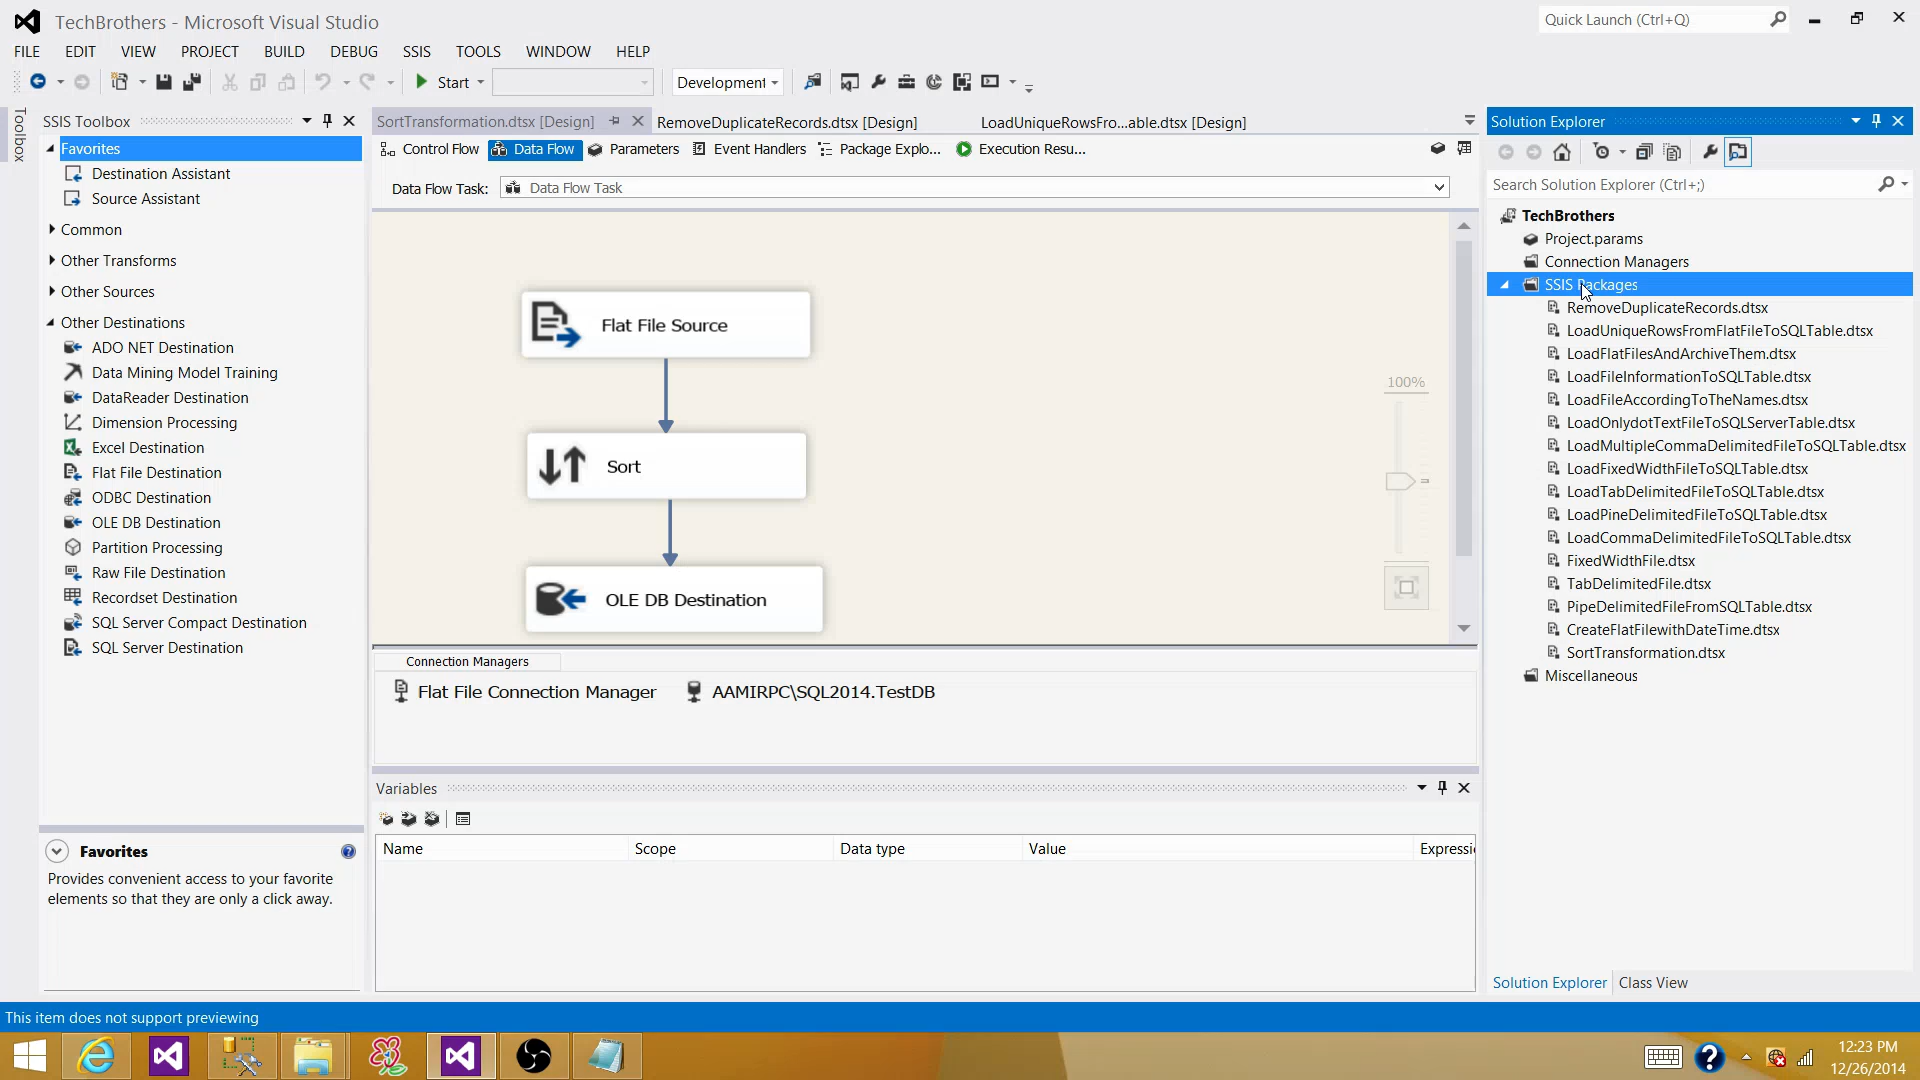 TechBrothers - Microsoft Visual Studio
Quick Launch (Ctrl+Q)
FILE EDIT VIEW PROJECT BUILD DEBUG SSIS TOOLS WINDOW HELP
Start
Development
Toolbox
SSIS Toolbox
Favorites
Destination Assistant
Source Assistant
Common
Other Transforms
Other Sources
Other Destinations
ADO NET Destination
Data Mining Model Training
DataReader Destination
Dimension Processing
Excel Destination
Flat File Destination
ODBC Destination
OLE DB Destination
Partition Processing
Raw File Destination
Recordset Destination
SQL Server Compact Destination
SQL Server Destination
Favorites
Provides convenient access to your favorite
elements so that they are only a click away.
SortTransformation.dtsx [Design] RemoveDuplicateRecords.dtsx [Design] LoadUniqueRowsFro...able.dtsx [Design]
Control Flow Data Flow Parameters Event Handlers Package Explo... Execution Resu...
Data Flow Task: Data Flow Task
Flat File Source
Sort
OLE DB Destination
100%
Connection Managers
Flat File Connection Manager AAMIRPC\SQL2014.TestDB
Variables
Name Scope Data type Value Expressi
Solution Explorer
Search Solution Explorer (Ctrl+;)
TechBrothers
Project.params
Connection Managers
SSIS Packages
RemoveDuplicateRecords.dtsx
LoadUniqueRowsFromFlatFileToSQLTable.dtsx
LoadFlatFilesAndArchiveThem.dtsx
LoadFileInformationToSQLTable.dtsx
LoadFileAccordingToTheNames.dtsx
LoadOnlydotTextFileToSQLServerTable.dtsx
LoadMultipleCommaDelimitedFileToSQLTable.dtsx
LoadFixedWidthFileToSQLTable.dtsx
LoadTabDelimitedFileToSQLTable.dtsx
LoadPineDelimitedFileToSQLTable.dtsx
LoadCommaDelimitedFileToSQLTable.dtsx
FixedWidthFile.dtsx
TabDelimitedFile.dtsx
PipeDelimitedFileFromSQLTable.dtsx
CreateFlatFilewithDateTime.dtsx
SortTransformation.dtsx
Miscellaneous
Solution Explorer Class View
This item does not support previewing
12:23 PM
12/26/2014